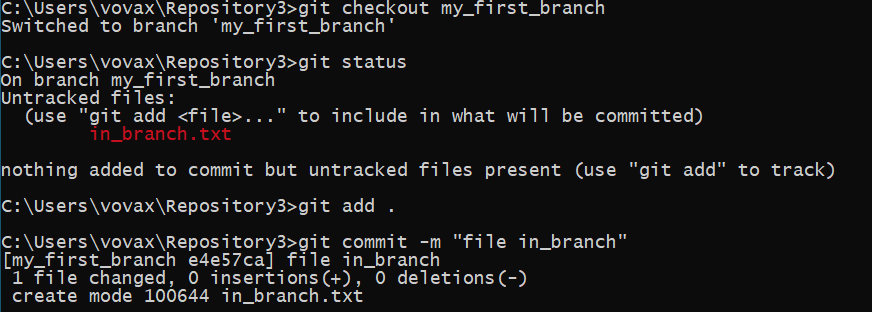 C:\Users\vovax\Repository3>git checkout my_first_branch
Switched to branch 'my_first_branch'
C:\Users\vovax\Repository3>git status
On branch my_first_branch
Untracked files:
  (use "git add <file>..." to include in what will be committed)
        in_branch.txt
nothing added to commit but untracked files present (use "git add" to track)
C:\Users\vovax\Repository3>git add .
C:\Users\vovax\Repository3>git commit -m "file in_branch"
[my_first_branch e4e57ca] file in_branch
 1 file changed, 0 insertions(+), 0 deletions(-)
 create mode 100644 in_branch.txt